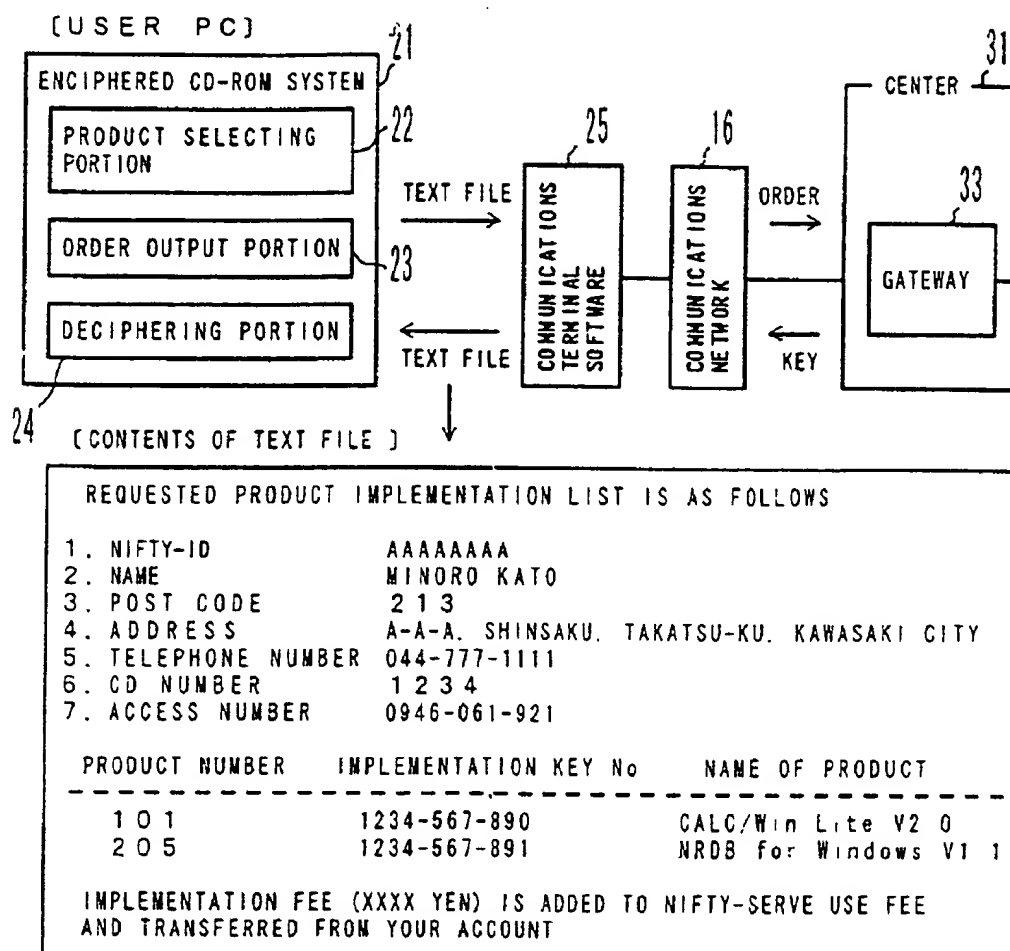 [USER PC]
21
ENCIPHERED CD-ROM SYSTEM
PRODUCT SELECTING
PORTION
22
ORDER OUTPUT PORTION
23
DECIPHERING PORTION
24
TEXT FILE
TEXT FILE
25
COMMUNICATIONS
TERMINAL
SOFTWARE
16
COMMUNICATIONS
NETWORK
ORDER
KEY
31
CENTER
33
GATEWAY
[CONTENTS OF TEXT FILE]
REQUESTED PRODUCT IMPLEMENTATION LIST IS AS FOLLOWS
1. NIFTY-ID AAAAAAAA
2. NAME MINORO KATO
3. POST CODE 213
4. ADDRESS A-A-A. SHINSAKU. TAKATSU-KU. KAWASAKI CITY
5. TELEPHONE NUMBER 044-777-1111
6. CD NUMBER 1234
7. ACCESS NUMBER 0946-061-921
PRODUCT NUMBER IMPLEMENTATION KEY No NAME OF PRODUCT
101 1234-567-890 CALC/Win Lite V2 0
205 1234-567-891 NRDB for Windows V1 1
IMPLEMENTATION FEE (XXXX YEN) IS ADDED TO NIFTY-SERVE USE FEE
AND TRANSFERRED FROM YOUR ACCOUNT